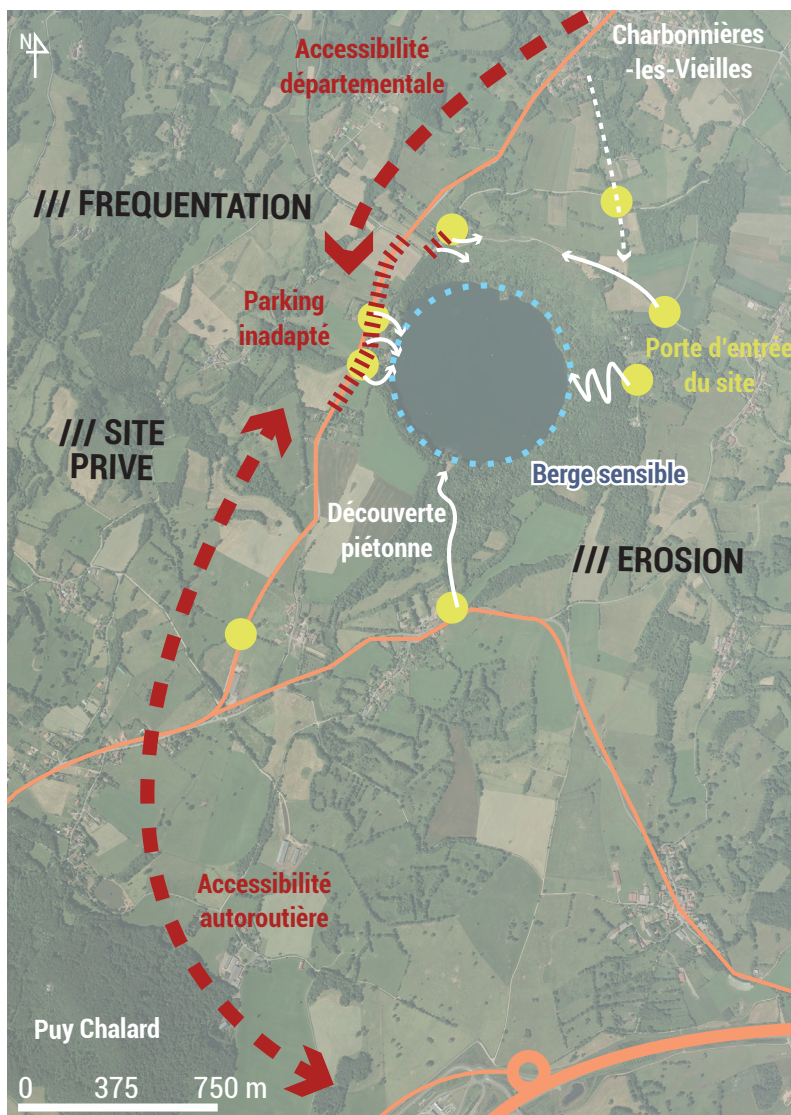 N
Charbonnières
-les-Vieilles
Accessibilité
départementale
/// FREQUENTATION
Parking
inadapté
Porte d'entrée
du site
/// SITE
PRIVE
Berge sensible
Découverte
piétonne
/// EROSION
Accessibilité
autoroutière
Puy Chalard
0 375 750 m